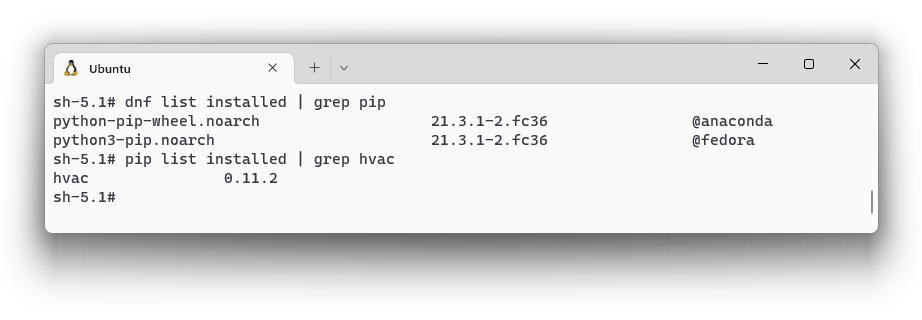 Ubuntu
sh-5.1# dnf list installed | grep pip
python-pip-wheel.noarch 21.3.1-2.fc36 @anaconda
python3-pip.noarch 21.3.1-2.fc36 @fedora
sh-5.1# pip list installed | grep hvac
hvac 0.11.2
sh-5.1#